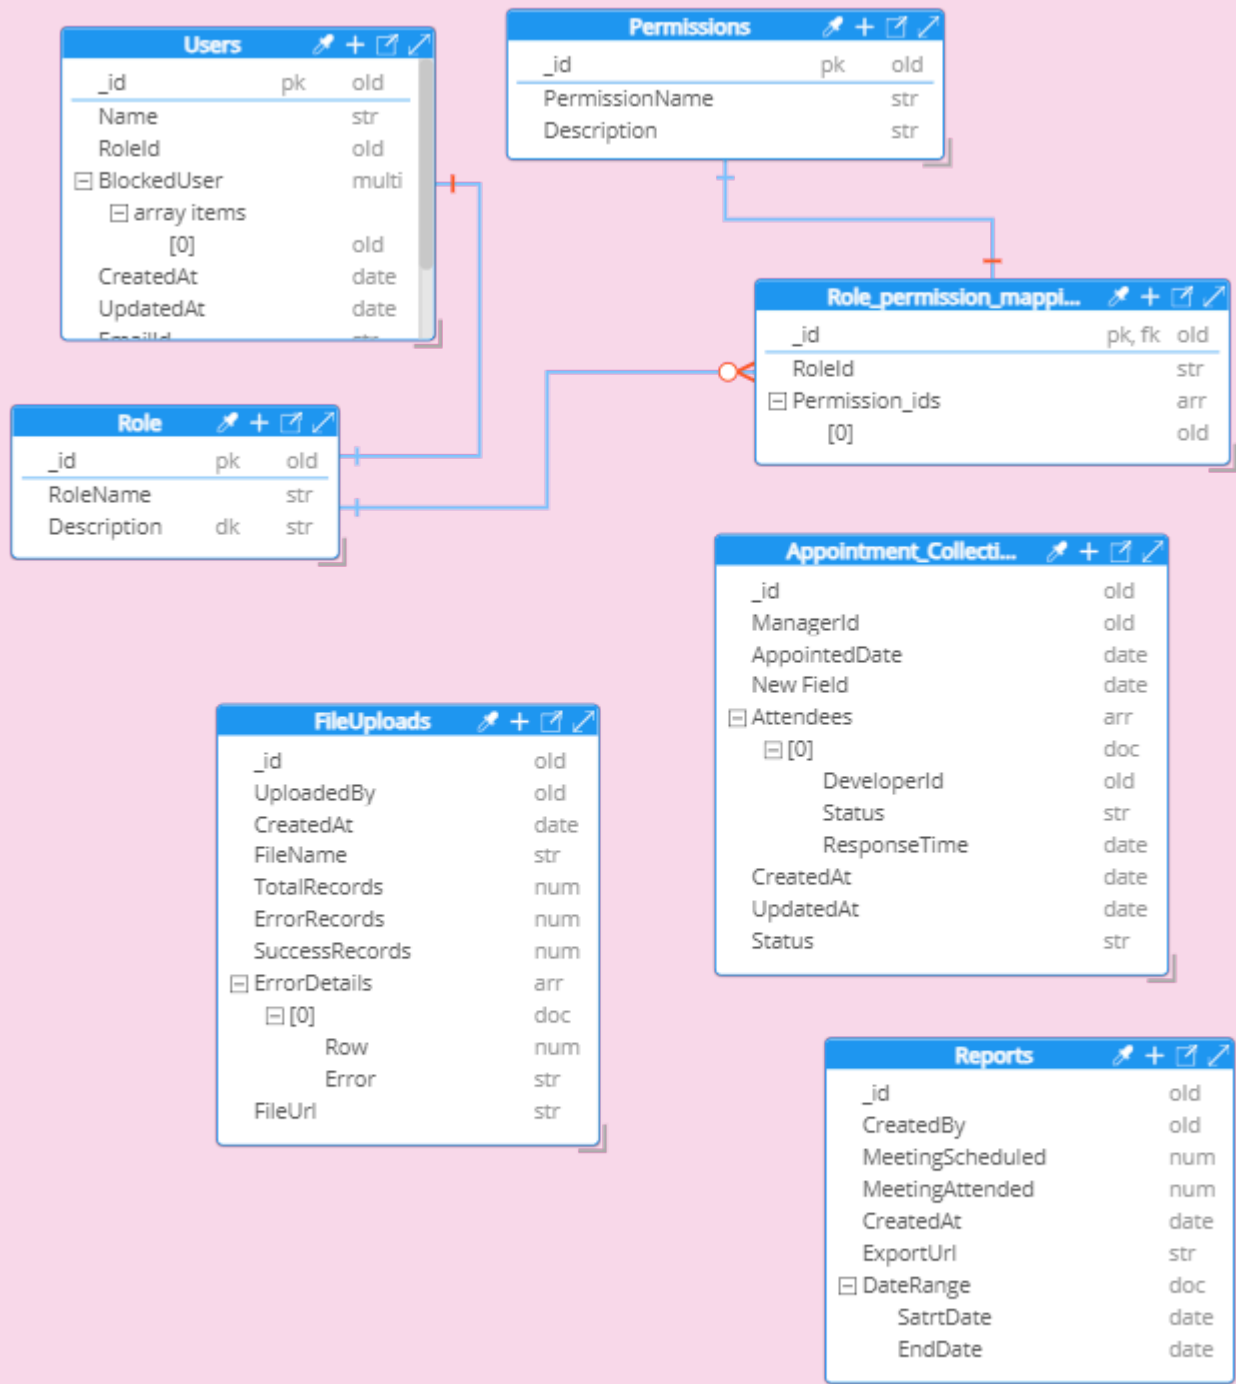 Users
_id pk oId
Name str
RoleId oId
BlockedUser multi
array items
[0] oId
CreatedAt date
UpdatedAt date
EmailId str
Permissions
_id pk oId
PermissionName str
Description str
Role_permission_mappi...
_id pk, fk oId
RoleId str
Permission_ids arr
[0] oId
Role
_id pk oId
RoleName str
Description dk str
Appointment_Collecti...
_id oId
ManagerId oId
AppointedDate date
New Field date
Attendees arr
[0] doc
DeveloperId oId
Status str
ResponseTime date
CreatedAt date
UpdatedAt date
Status str
FileUploads
_id oId
UploadedBy oId
CreatedAt date
FileName str
TotalRecords num
ErrorRecords num
SuccessRecords num
ErrorDetails arr
[0] doc
Row num
Error str
FileUrl str
Reports
_id oId
CreatedBy oId
MeetingScheduled num
MeetingAttended num
CreatedAt date
ExportUrl str
DateRange doc
SatrtDate date
EndDate date